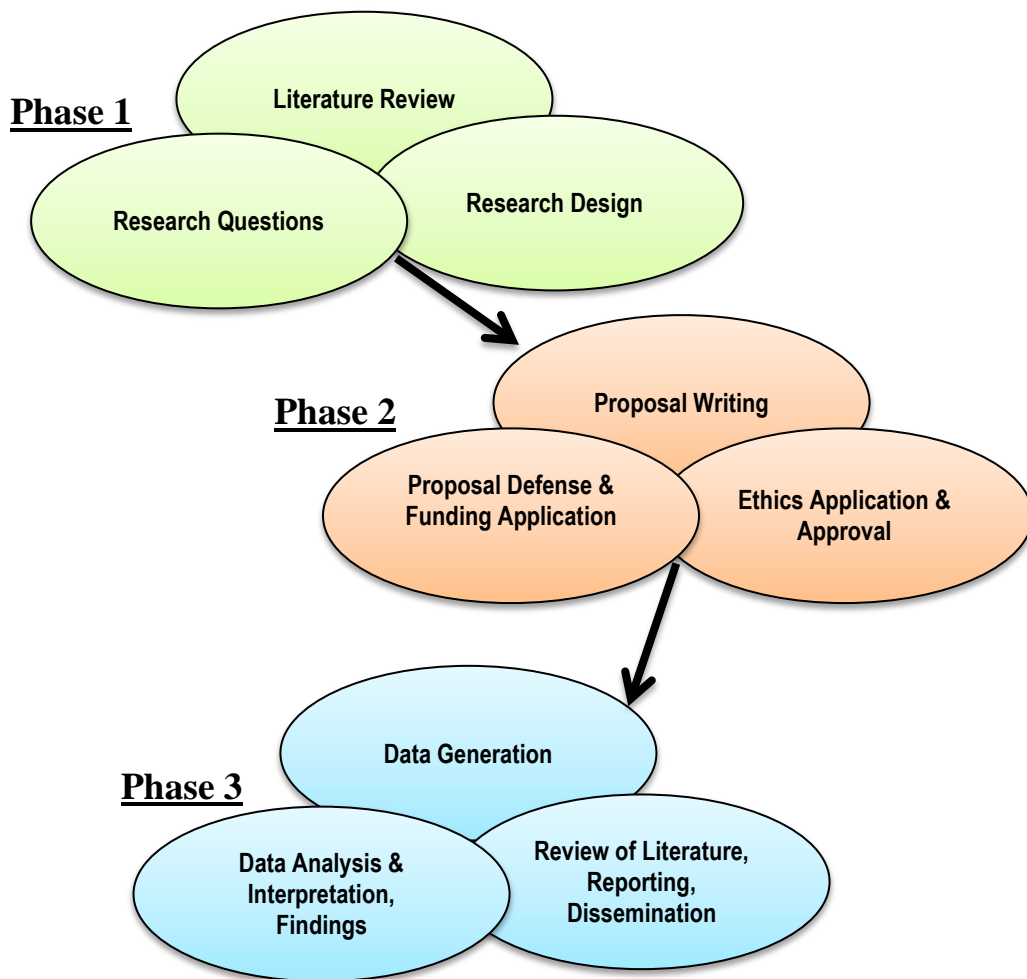 Phase 1
Literature Review
Research Questions
Research Design
Phase 2
Proposal Writing
Proposal Defense &
Funding Application
Ethics Application &
Approval
Phase 3
Data Generation
Data Analysis &
Interpretation,
Findings
Review of Literature,
Reporting,
Dissemination